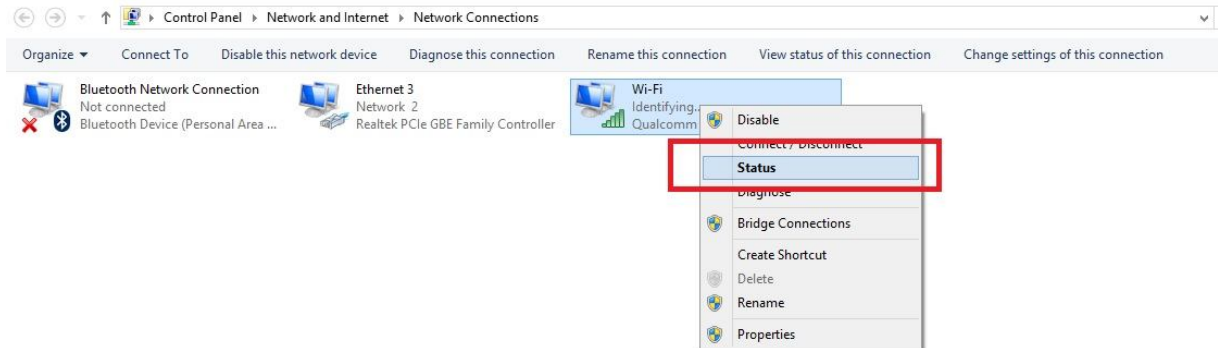 Control Panel ▸ Network and Internet ▸ Network Connections
Organize ▾ Connect To Disable this network device Diagnose this connection Rename this connection View status of this connection Change settings of this connection
Bluetooth Network Connection
Not connected
Bluetooth Device (Personal Area ...
Ethernet 3
Network 2
Realtek PCIe GBE Family Controller
Wi-Fi
Identifying...
Qualcomm
Disable
Connect / Disconnect
Status
Diagnose
Bridge Connections
Create Shortcut
Delete
Rename
Properties